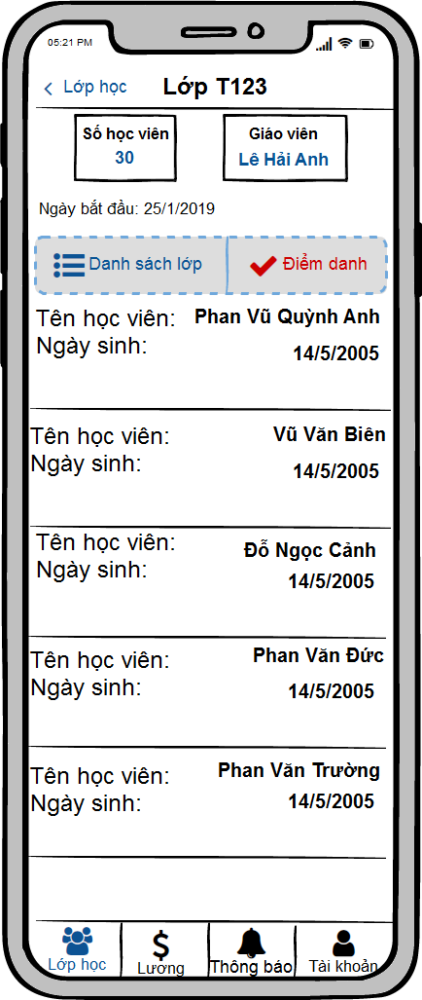 05:21 PM
Lớp học
Lớp T123
Số học viên
30
Giáo viên
Lê Hải Anh
Ngày bắt đầu: 25/1/2019
Danh sách lớp
Điểm danh
Tên học viên: Phan Vũ Quỳnh Anh
Ngày sinh: 14/5/2005
Tên học viên: Vũ Văn Biên
Ngày sinh: 14/5/2005
Tên học viên: Đỗ Ngọc Cảnh
Ngày sinh: 14/5/2005
Tên học viên: Phan Văn Đức
Ngày sinh: 14/5/2005
Tên học viên: Phan Văn Trường
Ngày sinh: 14/5/2005
Lớp học
Lương
Thông báo
Tài khoản